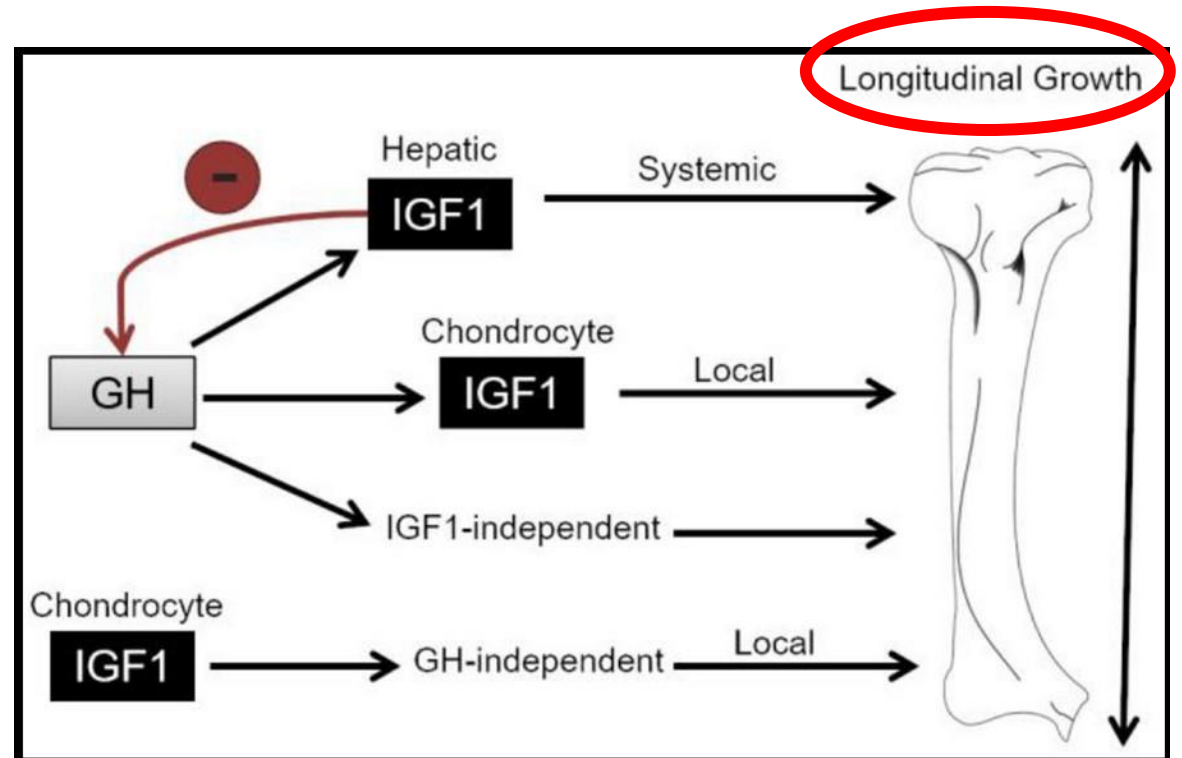 Longitudinal Growth
Hepatic
IGF1
Systemic
-
Chondrocyte
IGF1
Local
GH
IGF1-independent
Chondrocyte
IGF1
GH-independent
Local